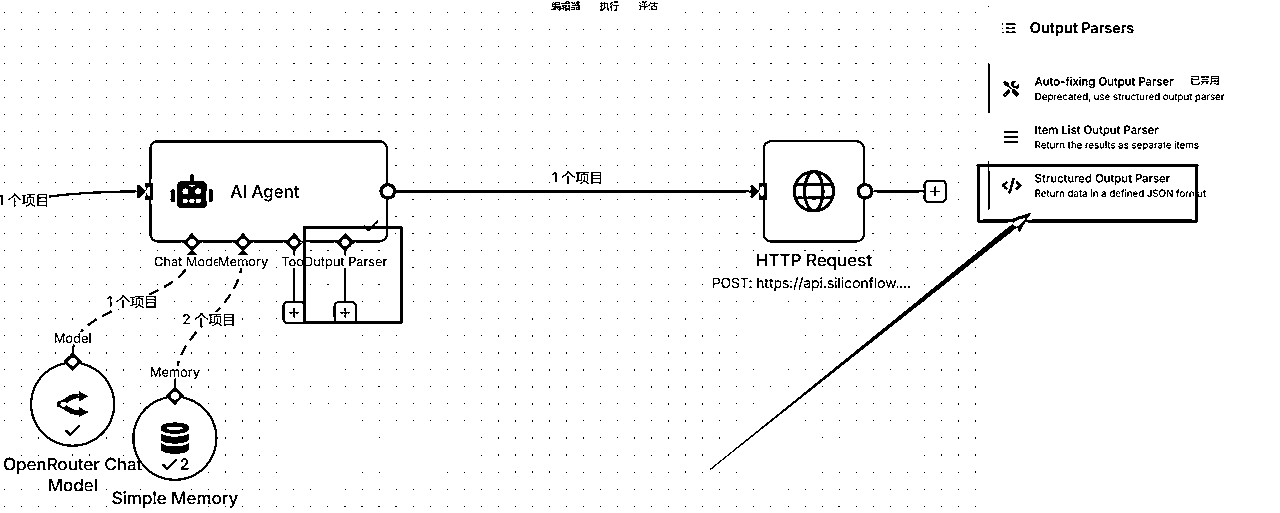 编辑器 执行 评估
Output Parsers
Auto-fixing Output Parser 已弃用
Deprecated, use structured output parser
Item List Output Parser
Return the results as separate items
Structured Output Parser
Return data in a defined JSON format
1 个项目
AI Agent
1 个项目
Chat Mode
Memory
Too
Output Parser
HTTP Request
POST: https://api.siliconflow....
1 个项目
2 个项目
Model
Memory
2
OpenRouter Chat
Model
Simple Memory